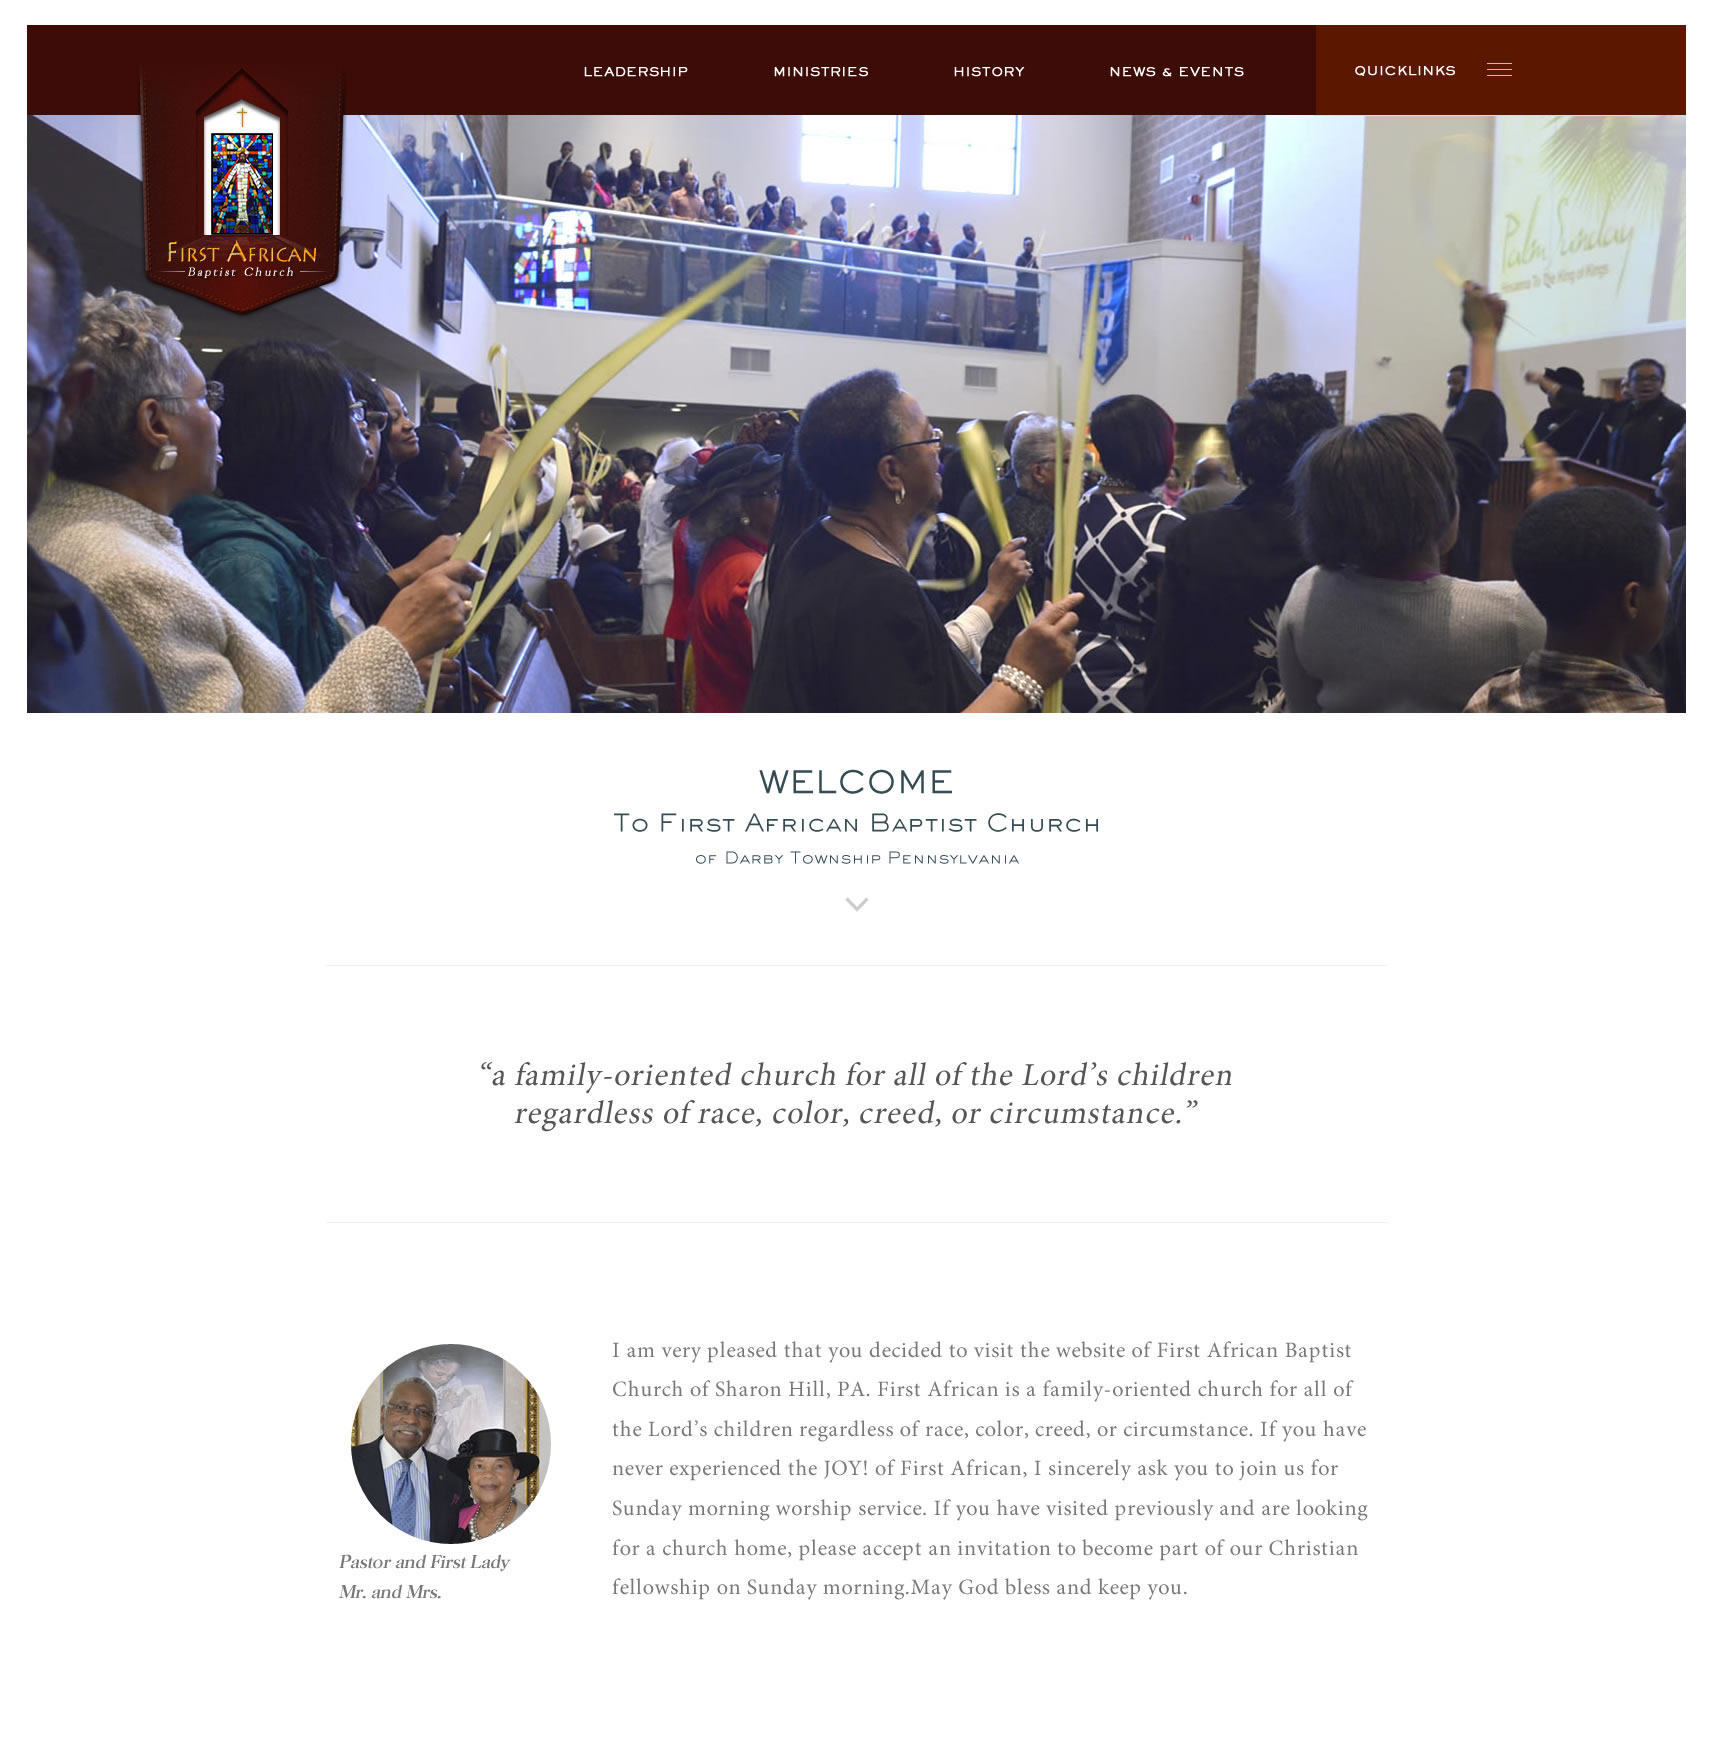 LEADERSHIP
MINISTRIES
HISTORY
NEWS & EVENTS
QUICKLINKS
FIRST AFRICAN
Baptist Church
JOY
Palm Sunday
Hosanna To The King of Kings
WELCOME
To First African Baptist Church
of Darby Township Pennsylvania
“a family-oriented church for all of the Lord’s children
regardless of race, color, creed, or circumstance.”
I am very pleased that you decided to visit the website of First African Baptist
Church of Sharon Hill, PA. First African is a family-oriented church for all of
the Lord’s children regardless of race, color, creed, or circumstance. If you have
never experienced the JOY! of First African, I sincerely ask you to join us for
Sunday morning worship service. If you have visited previously and are looking
for a church home, please accept an invitation to become part of our Christian
fellowship on Sunday morning.May God bless and keep you.
Pastor and First Lady
Mr. and Mrs.